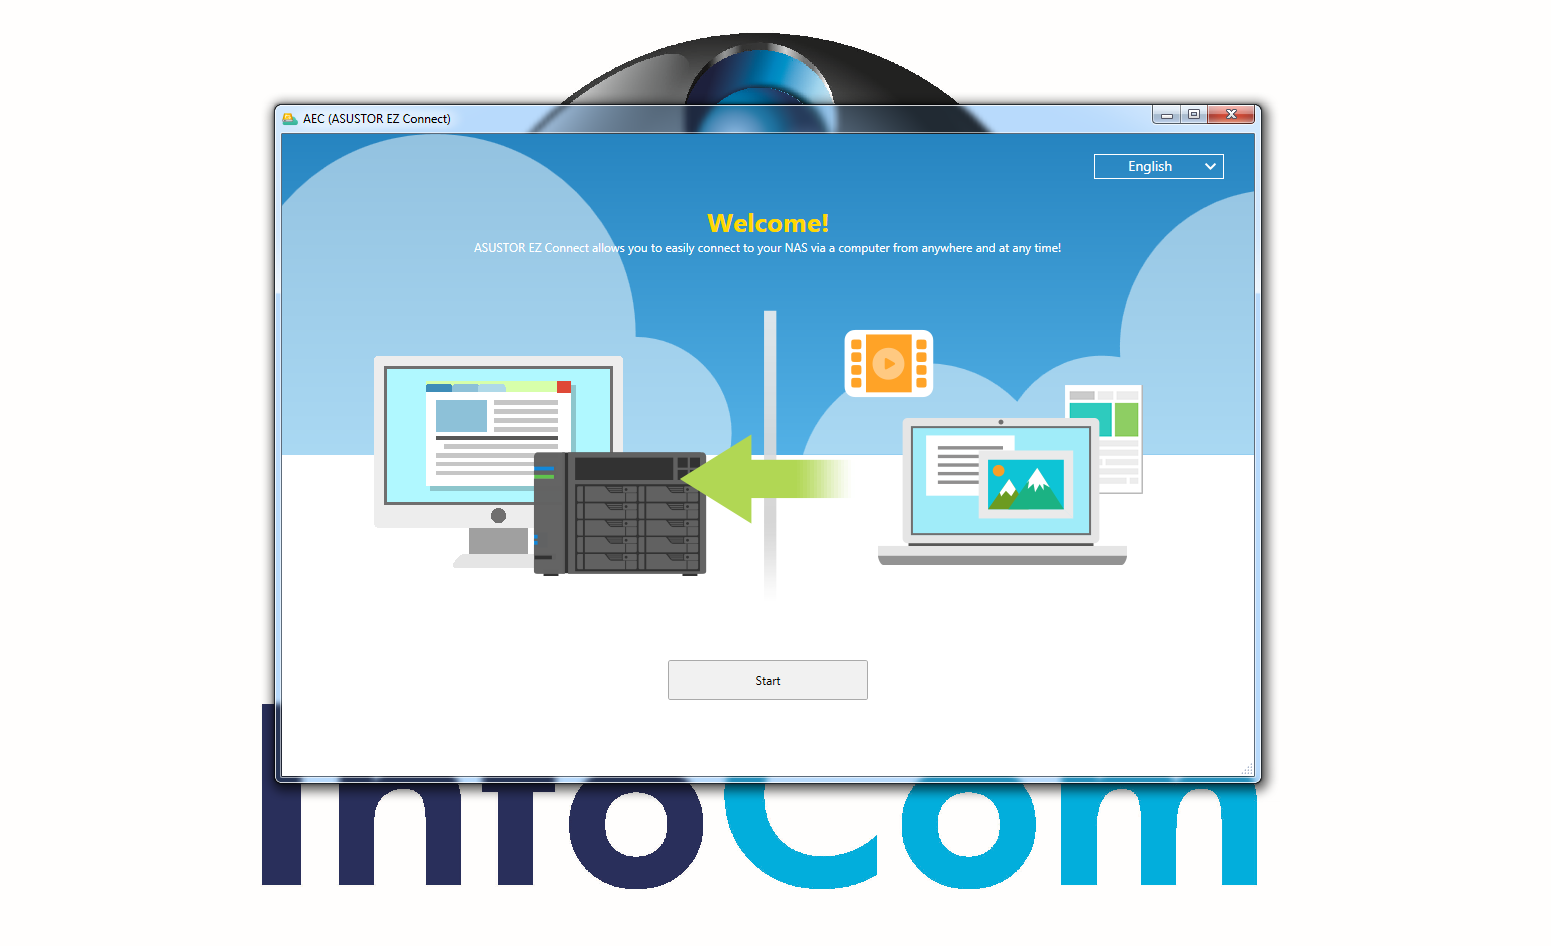 AEC (ASUSTOR EZ Connect)
English
Welcome!
ASUSTOR EZ Connect allows you to easily connect to your NAS via a computer from anywhere and at any time!
Start
InfoCom